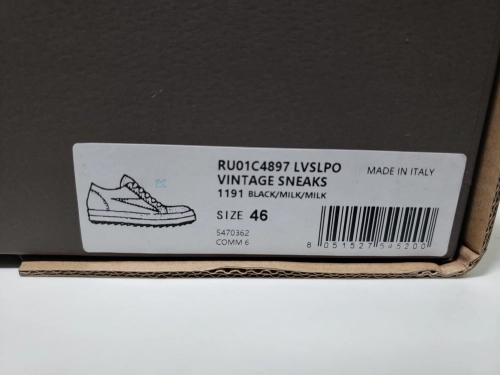 RU01C4897 LVSLPO
VINTAGE SNEAKS
1191 BLACK/MILK/MILK
MADE IN ITALY
SIZE 46
5470362
COMM 6
8 051527 545200